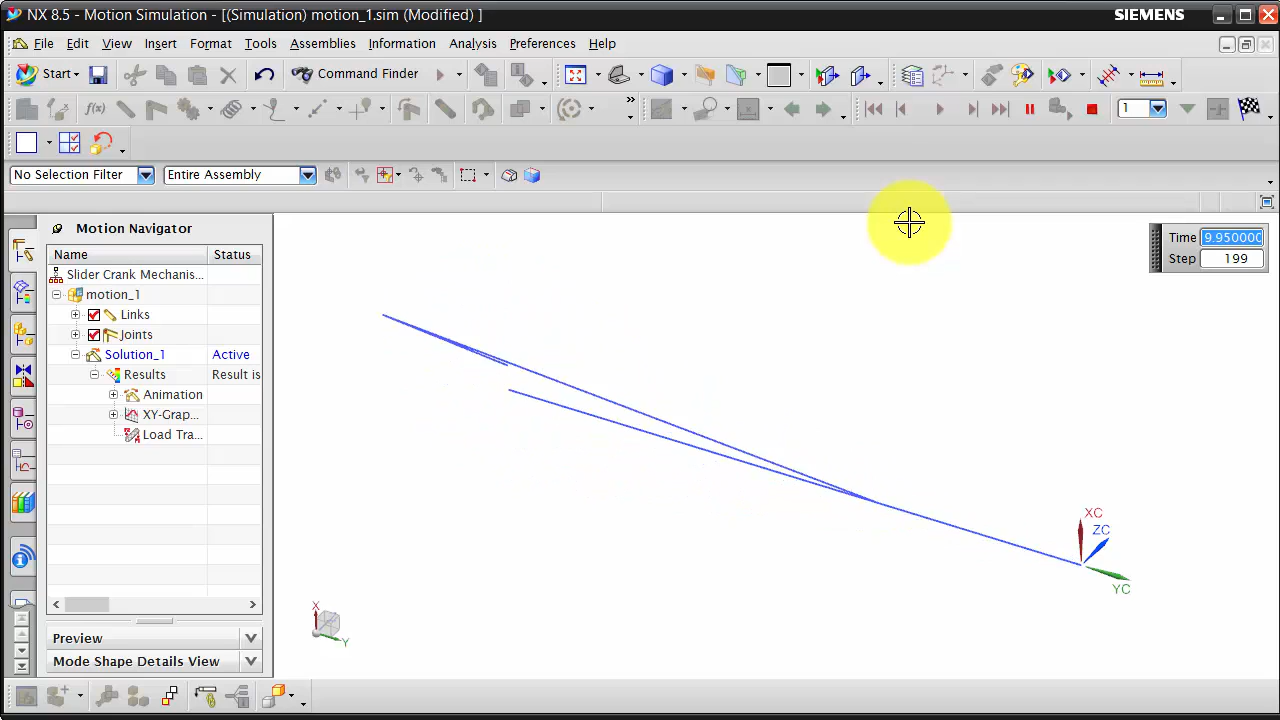 NX 8.5 - Motion Simulation - [(Simulation) motion_1.sim (Modified) ]
SIEMENS
File Edit View Insert Format Tools Assemblies Information Analysis Preferences Help
Start Command Finder
f(x) » 1
No Selection Filter Entire Assembly
Motion Navigator
Time 9.950000
Step 199
Name Status
Slider Crank Mechanis...
motion_1
Links
Joints
Solution_1 Active
Results Result is
Animation
XY-Grap...
Load Tra...
Preview
Mode Shape Details View
XC
ZC
YC
X
Y